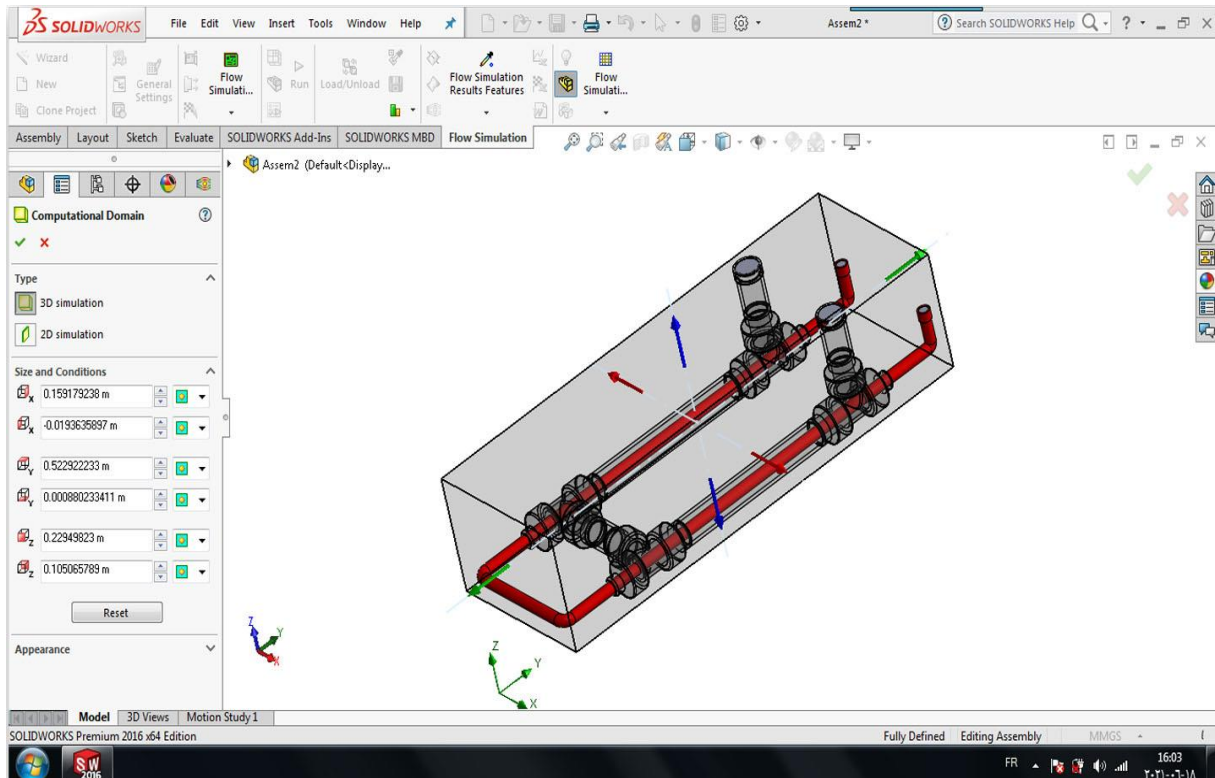 SOLIDWORKS File Edit View Insert Tools Window Help Assem2 * Search SOLIDWORKS Help ?
Wizard
New
Clone Project
General Settings
Flow Simulati...
Run
Load/Unload
Flow Simulation Results Features
Flow Simulati...
Assembly Layout Sketch Evaluate SOLIDWORKS Add-Ins SOLIDWORKS MBD Flow Simulation
Assem2 (Default<Display...
Computational Domain
Type
3D simulation
2D simulation
Size and Conditions
X 0.159179238 m
X -0.0193635897 m
Y 0.522922233 m
Y 0.000880233411 m
Z 0.22949823 m
Z 0.105065789 m
Reset
Appearance
Z Y X
Z Y X
Model 3D Views Motion Study 1
SOLIDWORKS Premium 2016 x64 Edition Fully Defined Editing Assembly MMGS
SW 2016 FR 16:03
٢٠٢١-٠٦-١٨